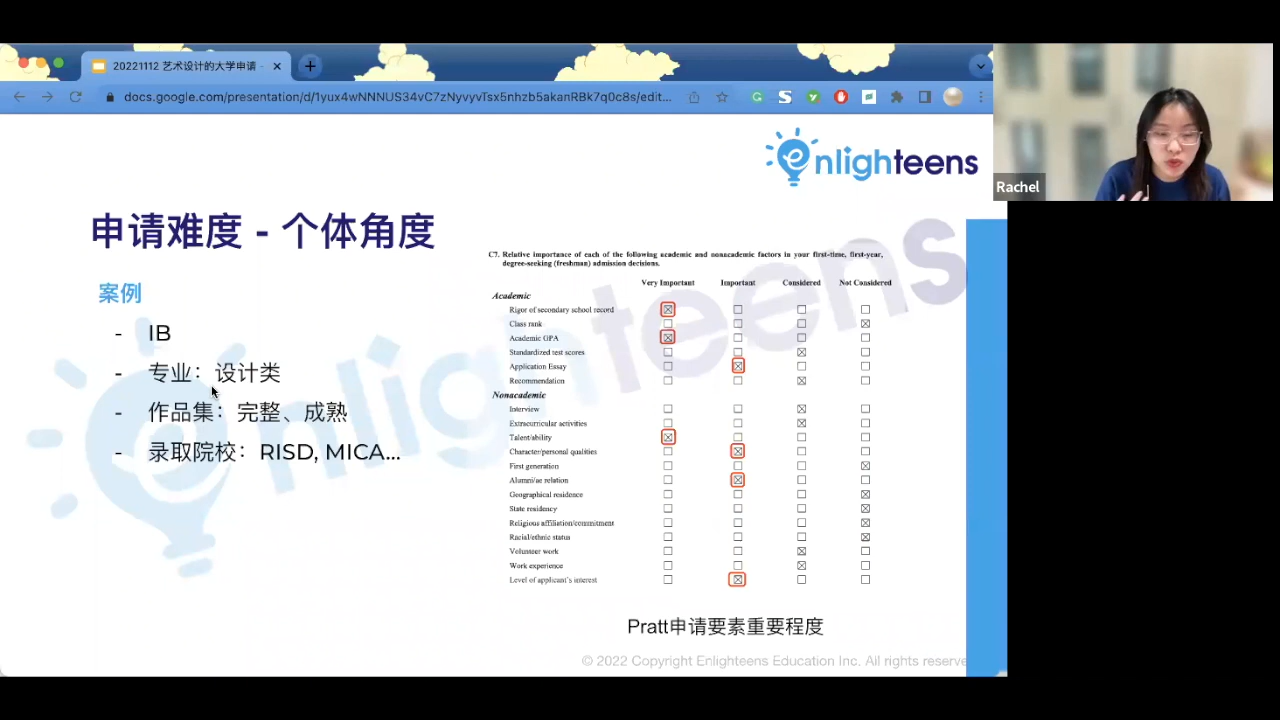 20221112 艺术设计的大学申请 -
docs.google.com/presentation/d/1yux4wNNNUS34vC7zNyvyvTsx5nhzb5akanRBk7q0c8s/edit...
enlighteens
Rachel
申请难度 - 个体角度
案例
- IB
- 专业：设计类
- 作品集：完整、成熟
- 录取院校：RISD, MICA...
C7. Relative importance of each of the following academic and nonacademic factors in your first-time, first-year,
degree-seeking (freshman) admission decisions.
Very Important Important Considered Not Considered
Academic
Rigor of secondary school record
Class rank
Academic GPA
Standardized test scores
Application Essay
Recommendation
Nonacademic
Interview
Extracurricular activities
Talent/ability
Character/personal qualities
First generation
Alumni/ae relation
Geographical residence
State residency
Religious affiliation/commitment
Racial/ethnic status
Volunteer work
Work experience
Level of applicant's interest
Pratt申请要素重要程度
© 2022 Copyright Enlighteens Education Inc. All rights reserve
enlighteens